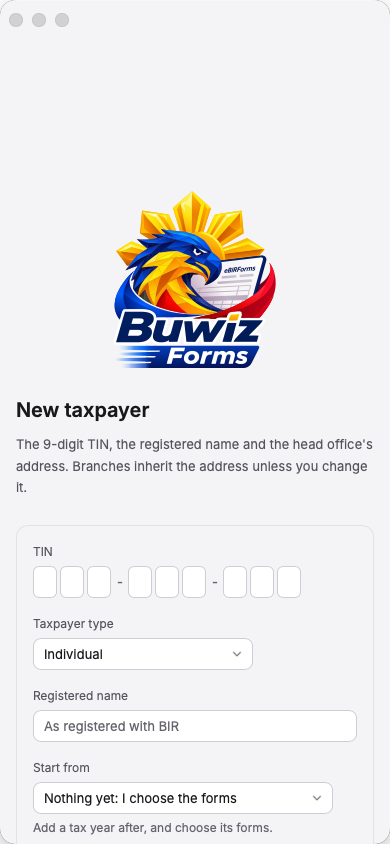 eBIRForms
Buwiz
Forms
New taxpayer
The 9-digit TIN, the registered name and the head office's
address. Branches inherit the address unless you change
it.
TIN
- -
Taxpayer type
Individual
Registered name
As registered with BIR
Start from
Nothing yet: I choose the forms
Add a tax year after, and choose its forms.